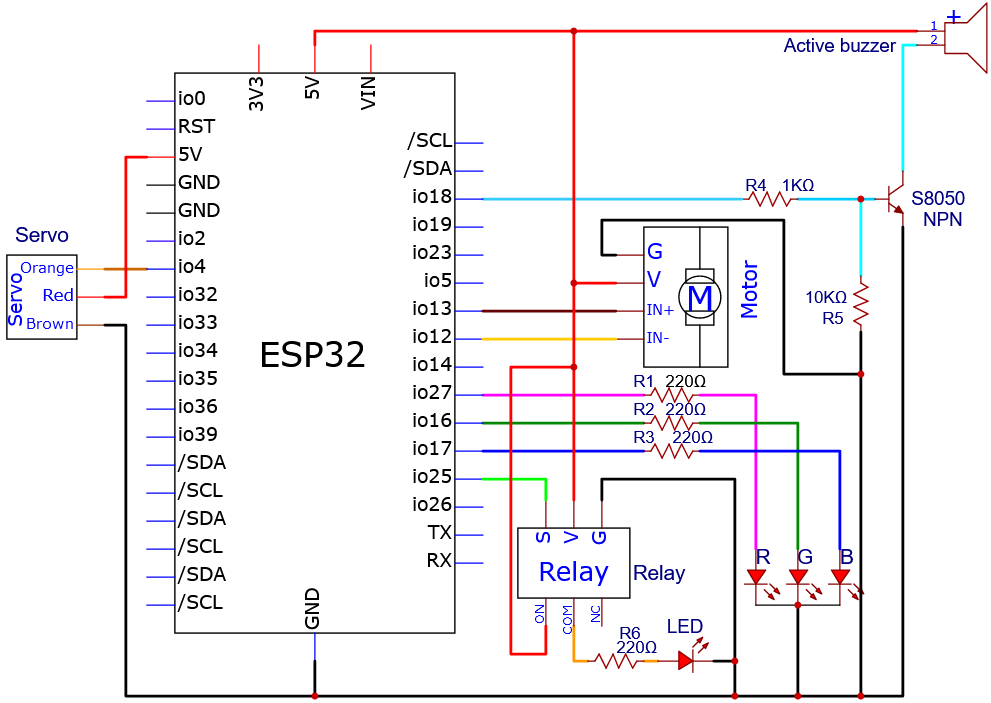 +
1
2
Active buzzer
3V3
5V
VIN
io0
RST
5V
GND
GND
io2
io4
io32
io33
io34
io35
io36
io39
/SDA
/SCL
/SDA
/SCL
/SDA
/SCL
ESP32
GND
/SCL
/SDA
io18
io19
io23
io5
io13
io12
io14
io27
io16
io17
io25
io26
TX
RX
Servo
Servo
Orange
Red
Brown
R4 1KΩ
S8050
NPN
10KΩ
R5
G
V
IN+
IN-
M
Motor
R1 220Ω
R2 220Ω
R3 220Ω
R
G
B
S
V
G
Relay
Relay
ON
COM
NC
R6
220Ω
LED